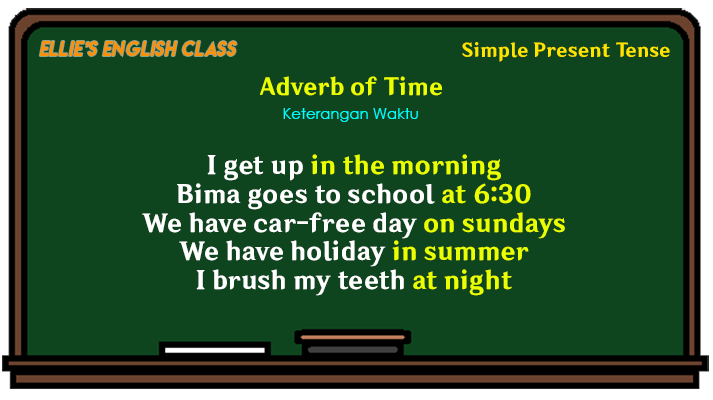 ELLIE'S ENGLISH CLASS
Simple Present Tense
Adverb of Time
Keterangan Waktu
I get up in the morning
Bima goes to school at 6:30
We have car-free day on sundays
We have holiday in summer
I brush my teeth at night